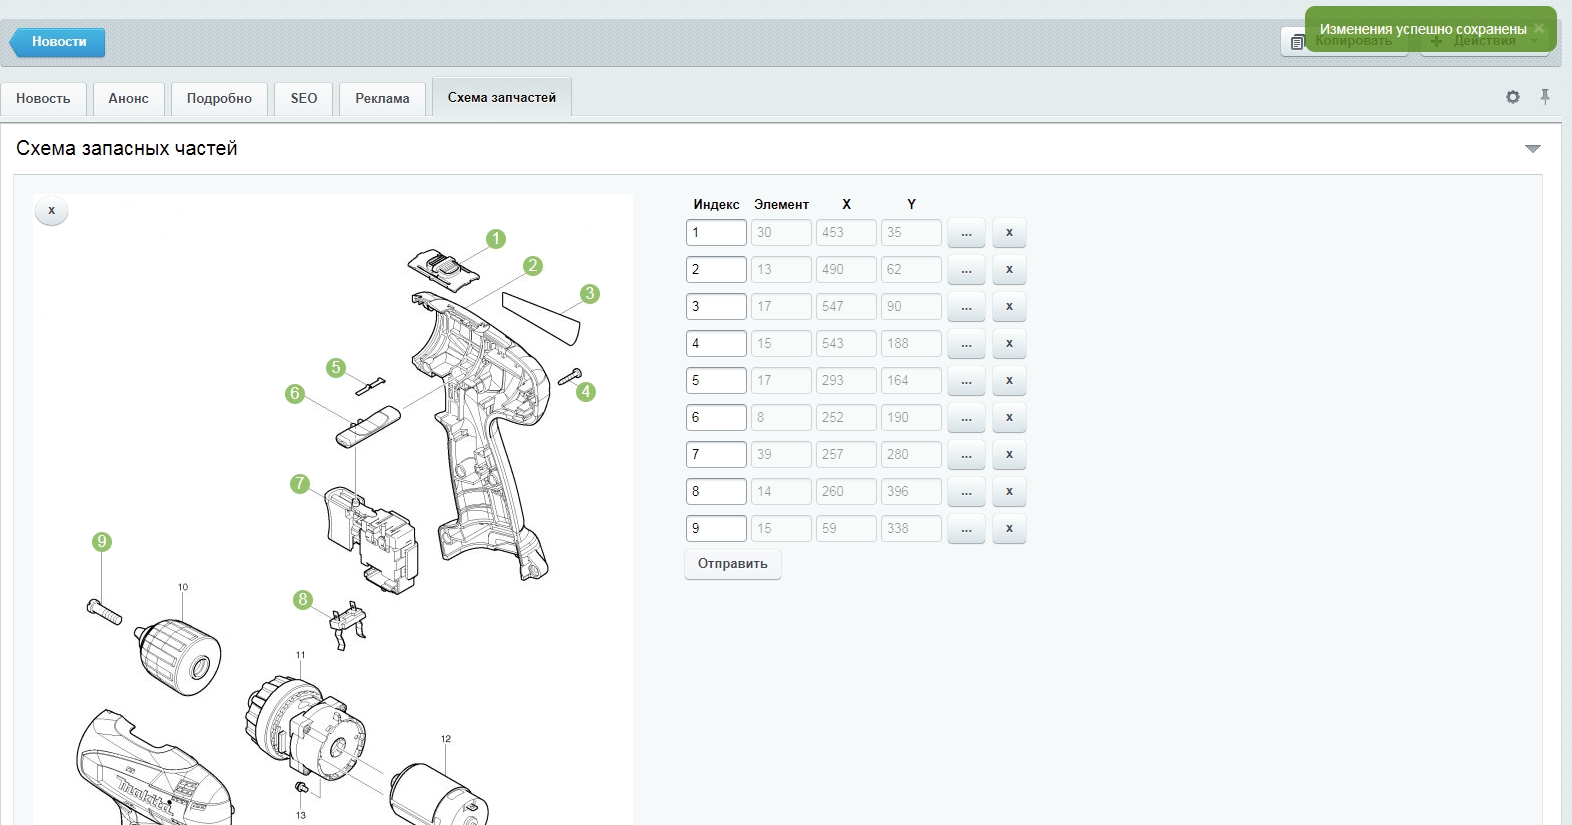 Новости
Копировать
Действия
Изменения успешно сохранены
Новость
Анонс
Подробно
SEO
Реклама
Схема запчастей
Схема запасных частей
x
Индекс Элемент X Y
1 30 453 35 ... x
2 13 490 62 ... x
3 17 547 90 ... x
4 15 543 188 ... x
5 17 293 164 ... x
6 8 252 190 ... x
7 39 257 280 ... x
8 14 260 396 ... x
9 15 59 338 ... x
Отправить
1
2
3
5
4
6
7
9
10
8
11
12
makita
13